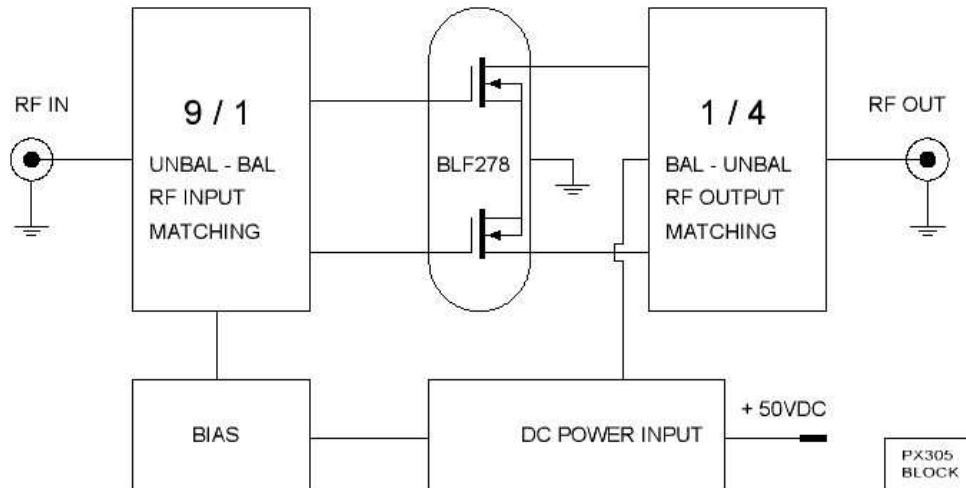 RF IN
9 / 1
UNBAL - BAL
RF INPUT
MATCHING
BLF278
1 / 4
BAL - UNBAL
RF OUTPUT
MATCHING
RF OUT
BIAS
DC POWER INPUT
+ 50VDC
PX305
BLOCK